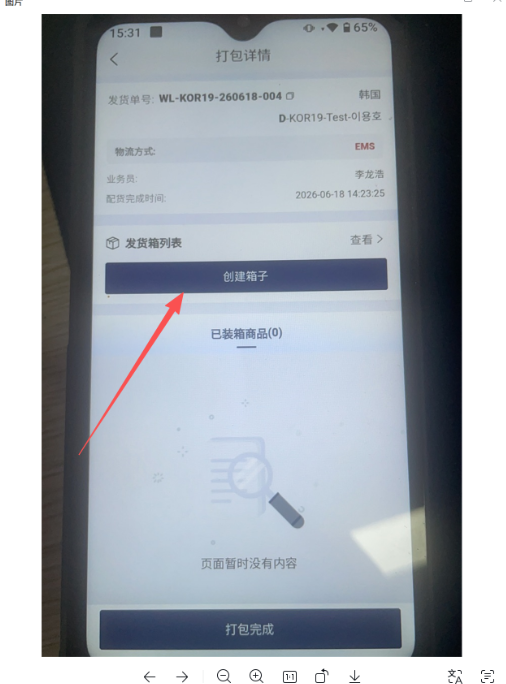 图片
15:31 65%
打包详情
发货单号: WL-KOR19-260618-004 韩国
D-KOR19-Test-이용호
物流方式: EMS
业务员: 李龙浩
配货完成时间: 2026-06-18 14:23:25
发货箱列表 查看
创建箱子
已装箱商品(0)
页面暂时没有内容
打包完成
1:1